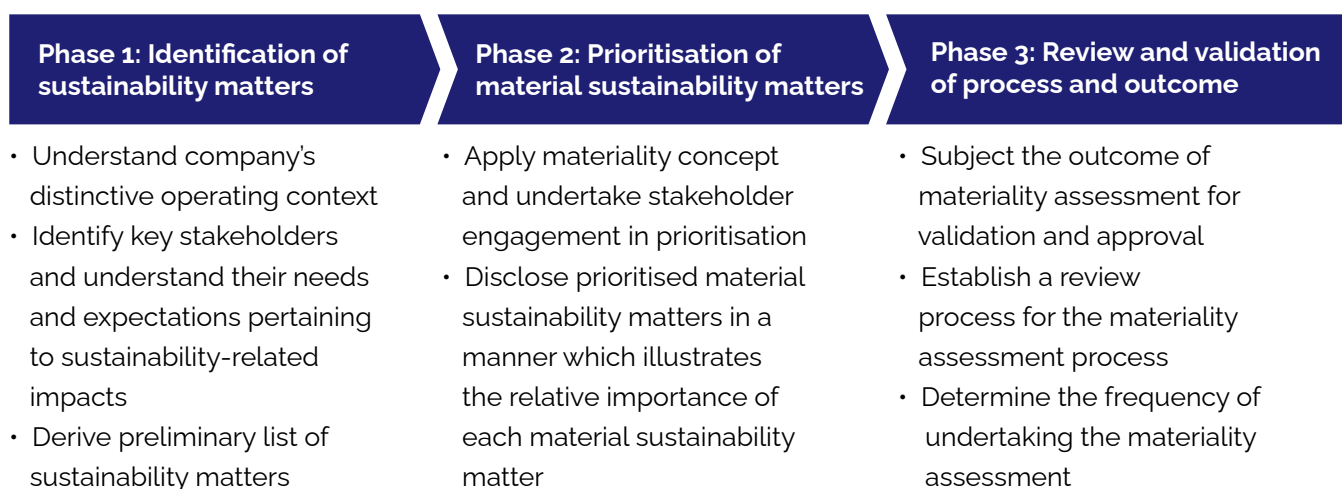 Phase 1: Identification of
sustainability matters
Phase 2: Prioritisation of
material sustainability matters
Phase 3: Review and validation
of process and outcome
• Understand company's
distinctive operating context
• Identify key stakeholders
and understand their needs
and expectations pertaining
to sustainability-related
impacts
• Derive preliminary list of
sustainability matters
• Apply materiality concept
and undertake stakeholder
engagement in prioritisation
• Disclose prioritised material
sustainability matters in a
manner which illustrates
the relative importance of
each material sustainability
matter
• Subject the outcome of
materiality assessment for
validation and approval
• Establish a review
process for the materiality
assessment process
• Determine the frequency of
undertaking the materiality
assessment